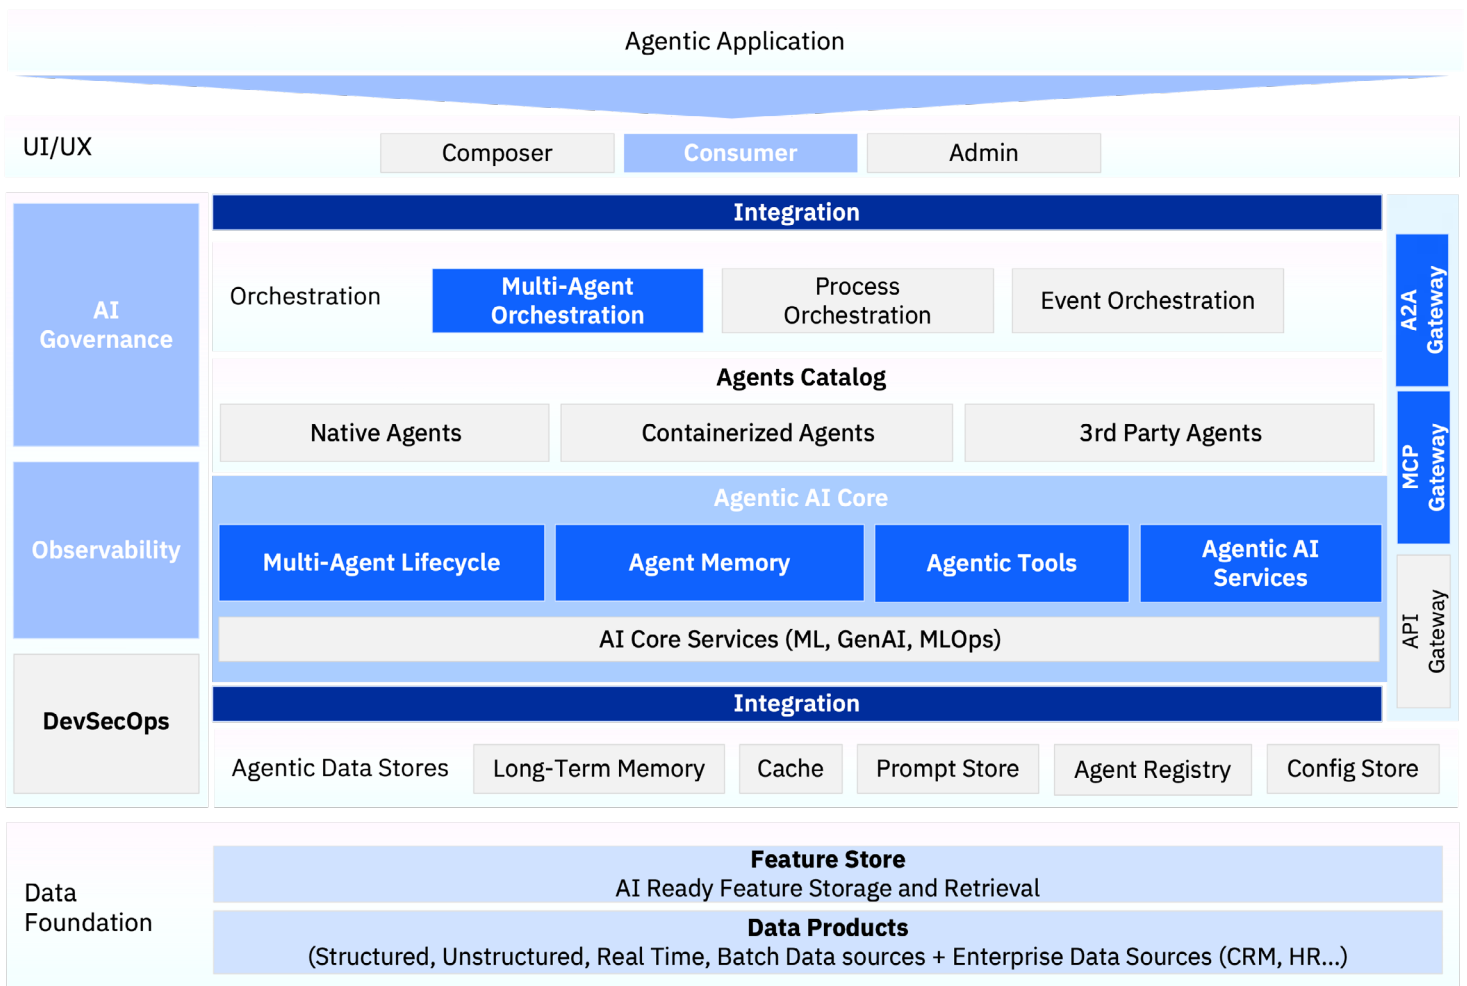 Agentic Application
UI/UX
Composer
Consumer
Admin
Integration
AI
Governance
Observability
DevSecOps
Orchestration
Multi-Agent
Orchestration
Process
Orchestration
Event Orchestration
Agents Catalog
Native Agents
Containerized Agents
3rd Party Agents
Agentic AI Core
Multi-Agent Lifecycle
Agent Memory
Agentic Tools
Agentic AI
Services
AI Core Services (ML, GenAI, MLOps)
Integration
A2A
Gateway
MCP
Gateway
API
Gateway
Agentic Data Stores
Long-Term Memory
Cache
Prompt Store
Agent Registry
Config Store
Data
Foundation
Feature Store
AI Ready Feature Storage and Retrieval
Data Products
(Structured, Unstructured, Real Time, Batch Data sources + Enterprise Data Sources (CRM, HR...)